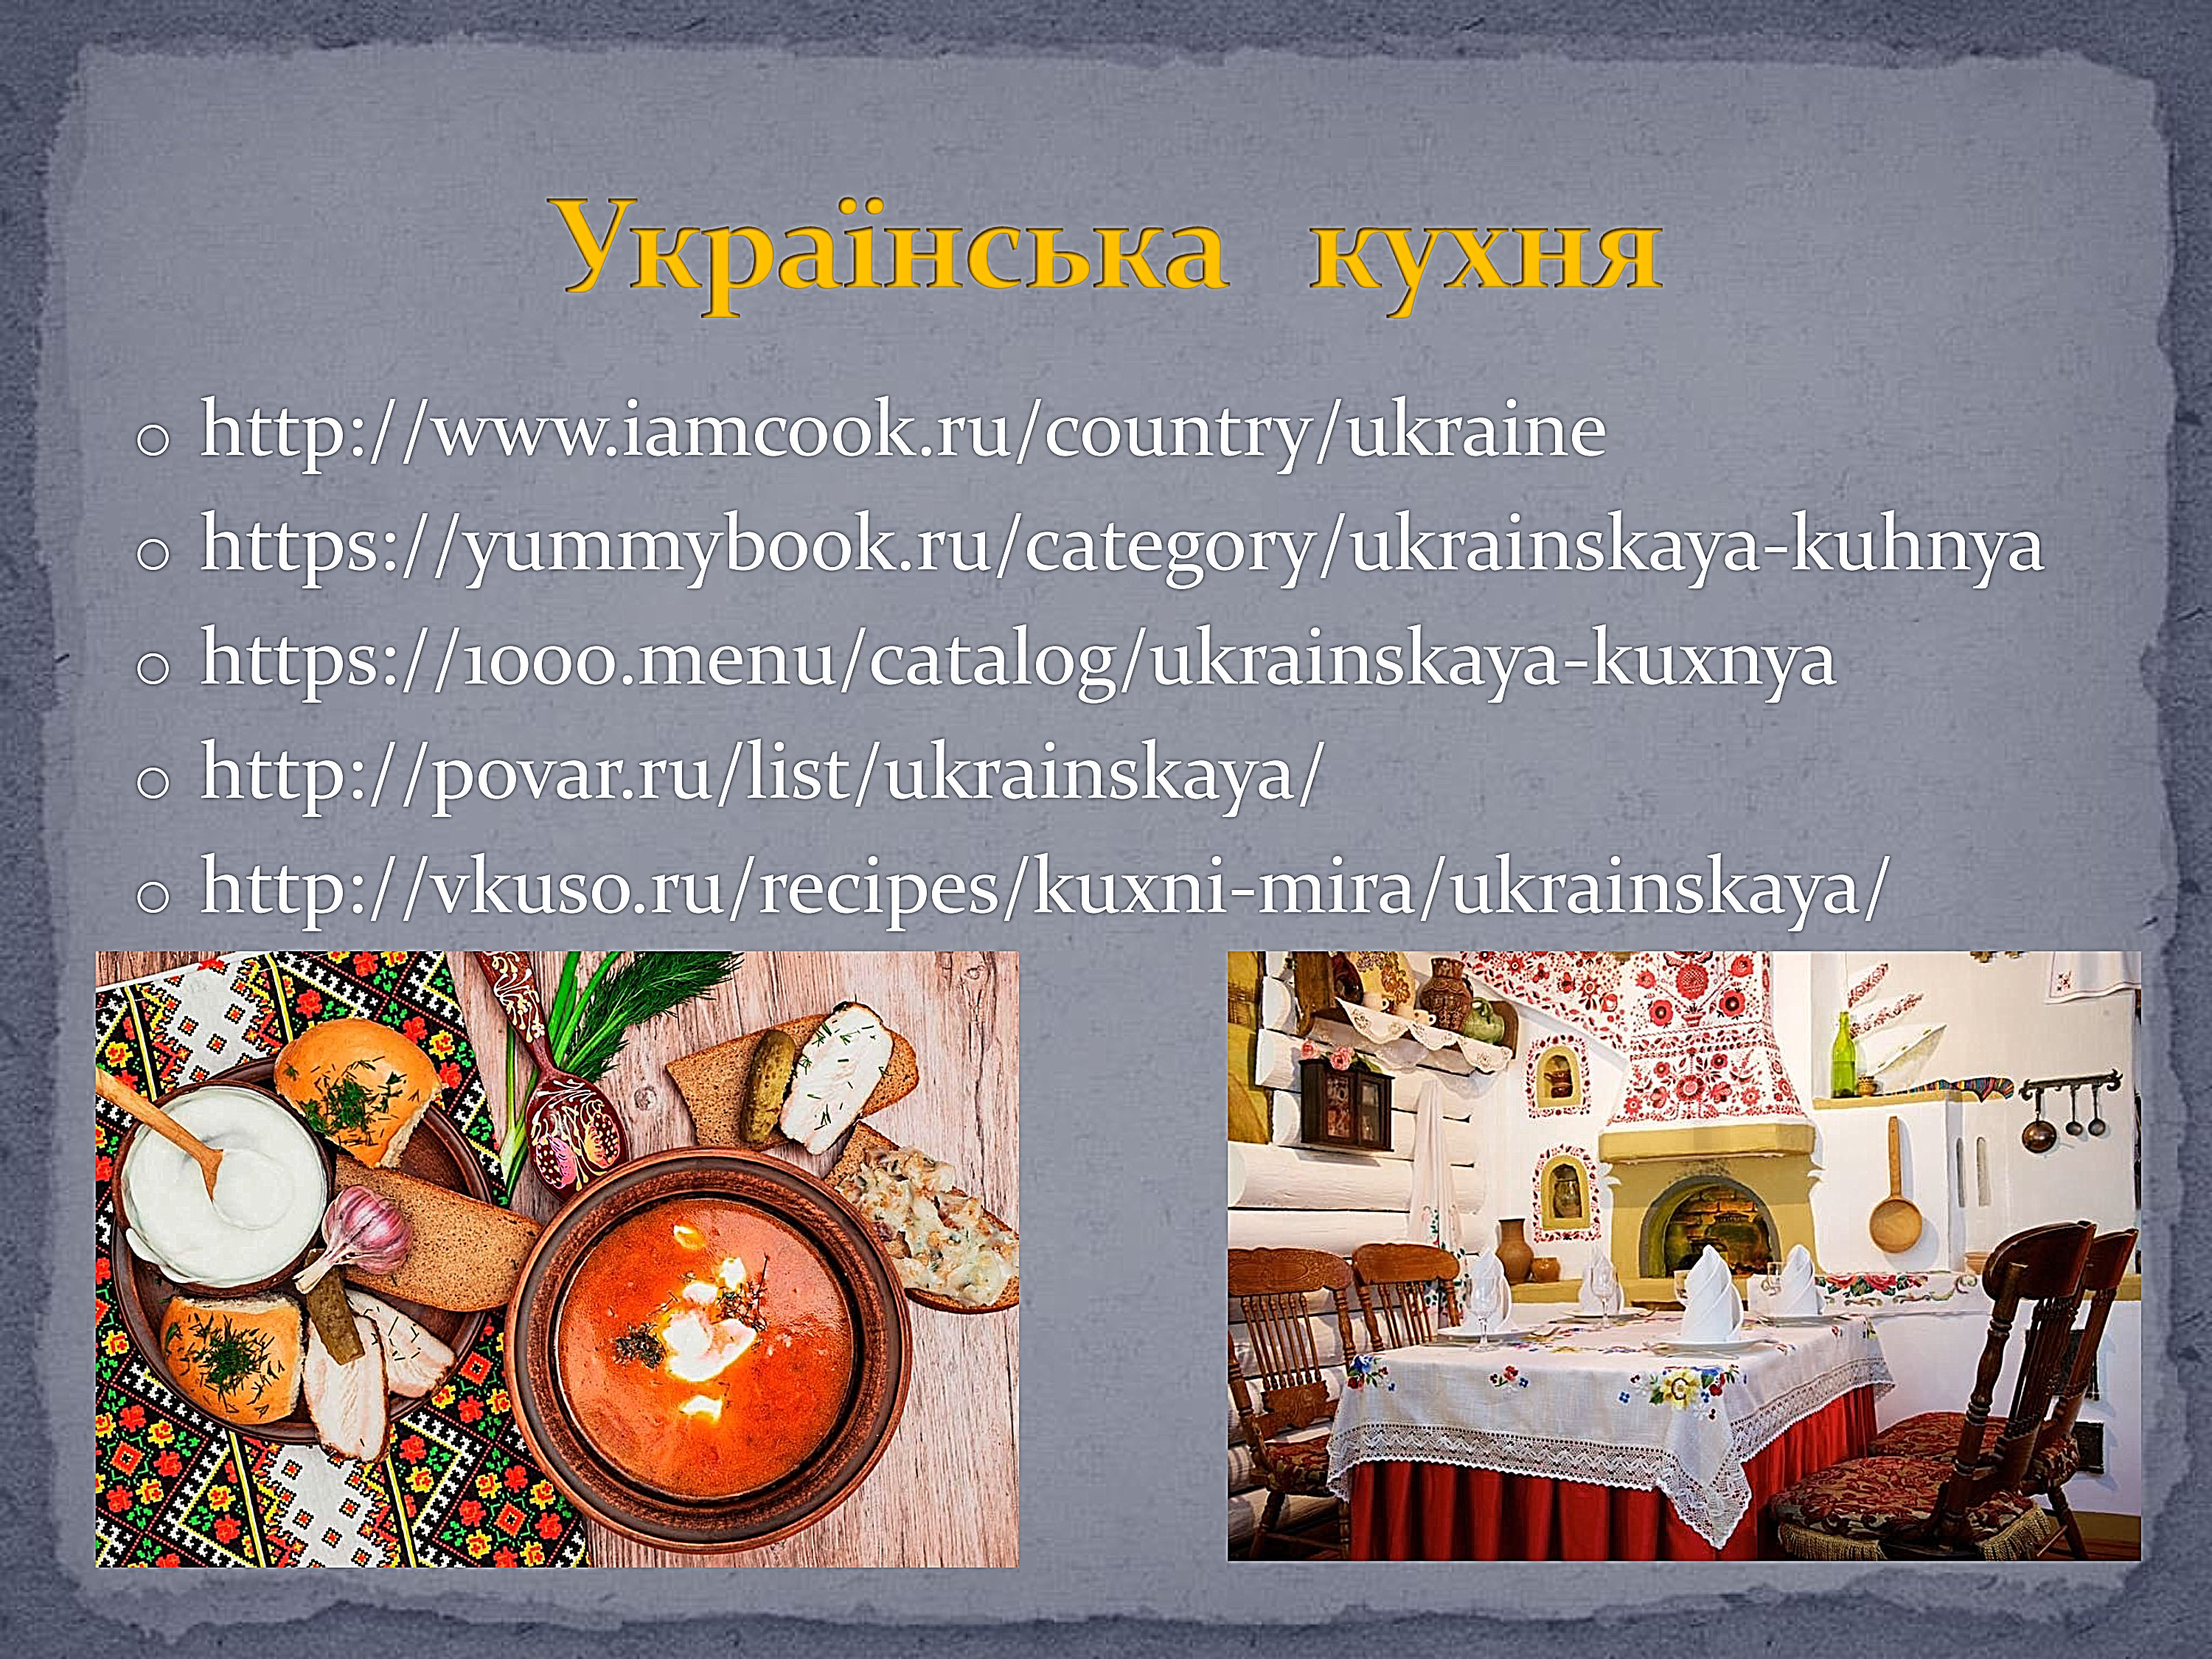 Українська кухня
http://www.iamcook.ru/country/ukraine
https://yummybook.ru/category/ukrainskaya-kuhnya
https://1000.menu/catalog/ukrainskaya-kuxnya
http://povar.ru/list/ukrainskaya/
http://vkuso.ru/recipes/kuxni-mira/ukrainskaya/